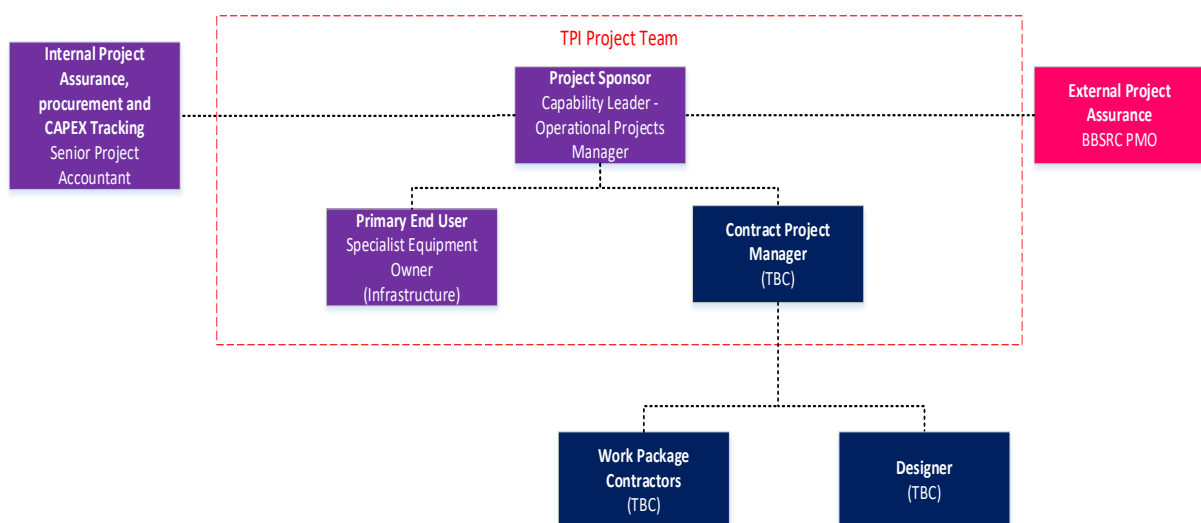 TPI Project Team
Internal Project
Assurance,
procurement and
CAPEX Tracking
Senior Project
Accountant
Project Sponsor
Capability Leader -
Operational Projects
Manager
External Project
Assurance
BBSRC PMO
Primary End User
Specialist Equipment
Owner
(Infrastructure)
Contract Project
Manager
(TBC)
Work Package
Contractors
(TBC)
Designer
(TBC)